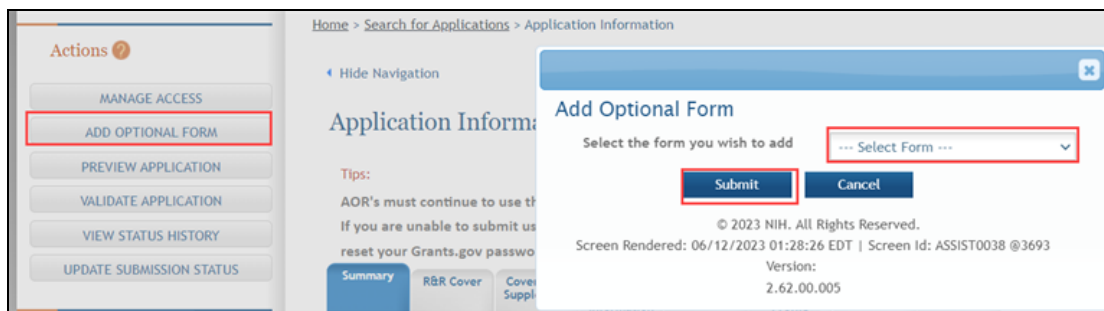 Actions ?
MANAGE ACCESS
ADD OPTIONAL FORM
PREVIEW APPLICATION
VALIDATE APPLICATION
VIEW STATUS HISTORY
UPDATE SUBMISSION STATUS
Home > Search for Applications > Application Information
Hide Navigation
Application Informa
Tips:
AOR's must continue to use th
If you are unable to submit us
reset your Grants.gov passwo
Summary
R&R Cover
Cove
Suppl
Add Optional Form
Select the form you wish to add
--- Select Form ---
Submit
Cancel
© 2023 NIH. All Rights Reserved.
Screen Rendered: 06/12/2023 01:28:26 EDT | Screen Id: ASSIST0038 @3693
Version:
2.62.00.005